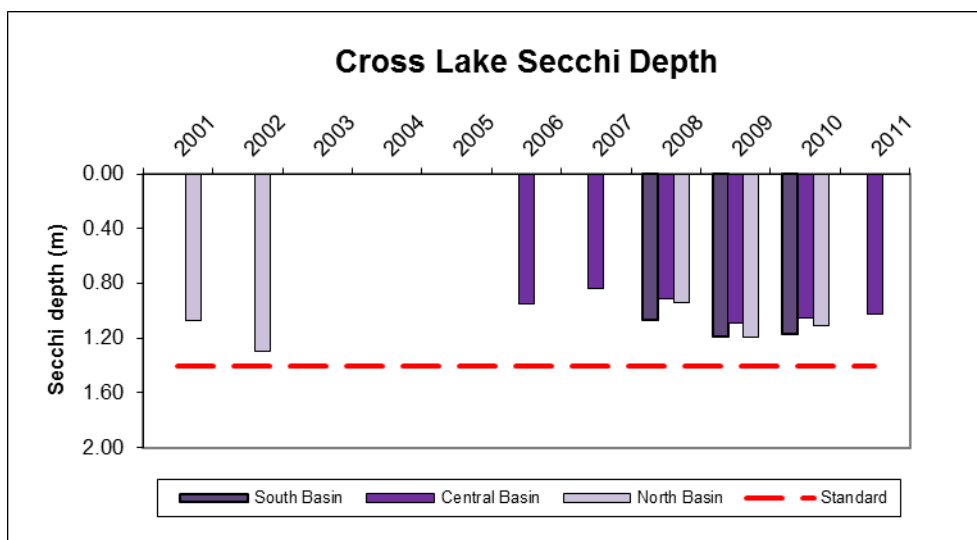 Cross Lake Secchi Depth
2001 2002 2003 2004 2005 2006 2007 2008 2009 2010 2011
Secchi depth (m)
0.00
0.40
0.80
1.20
1.60
2.00
South Basin Central Basin North Basin Standard